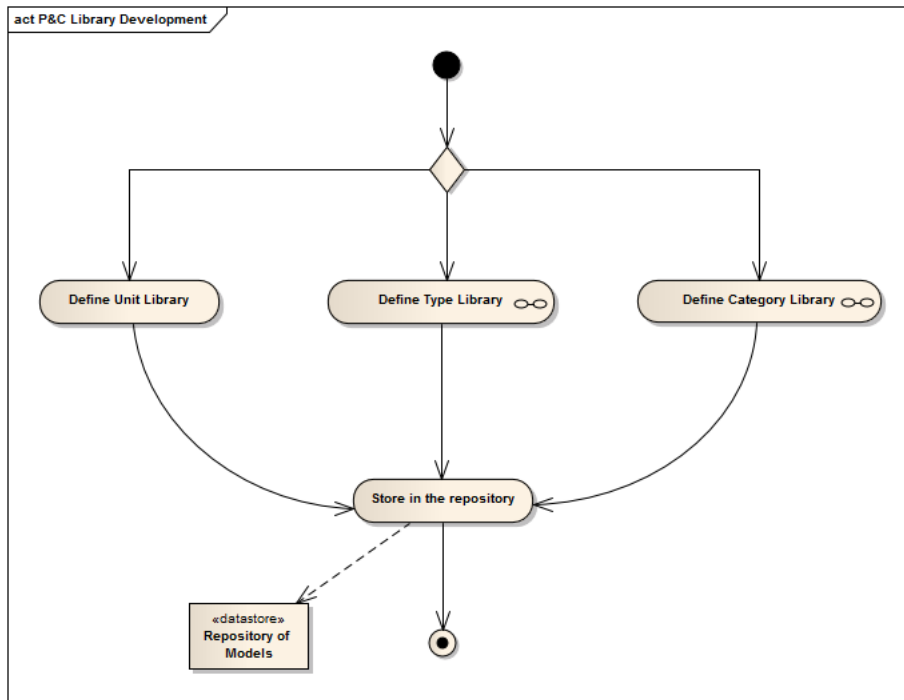 act P&C Library Development
Define Unit Library
Define Type Library
Define Category Library
Store in the repository
«datastore»
Repository of
Models